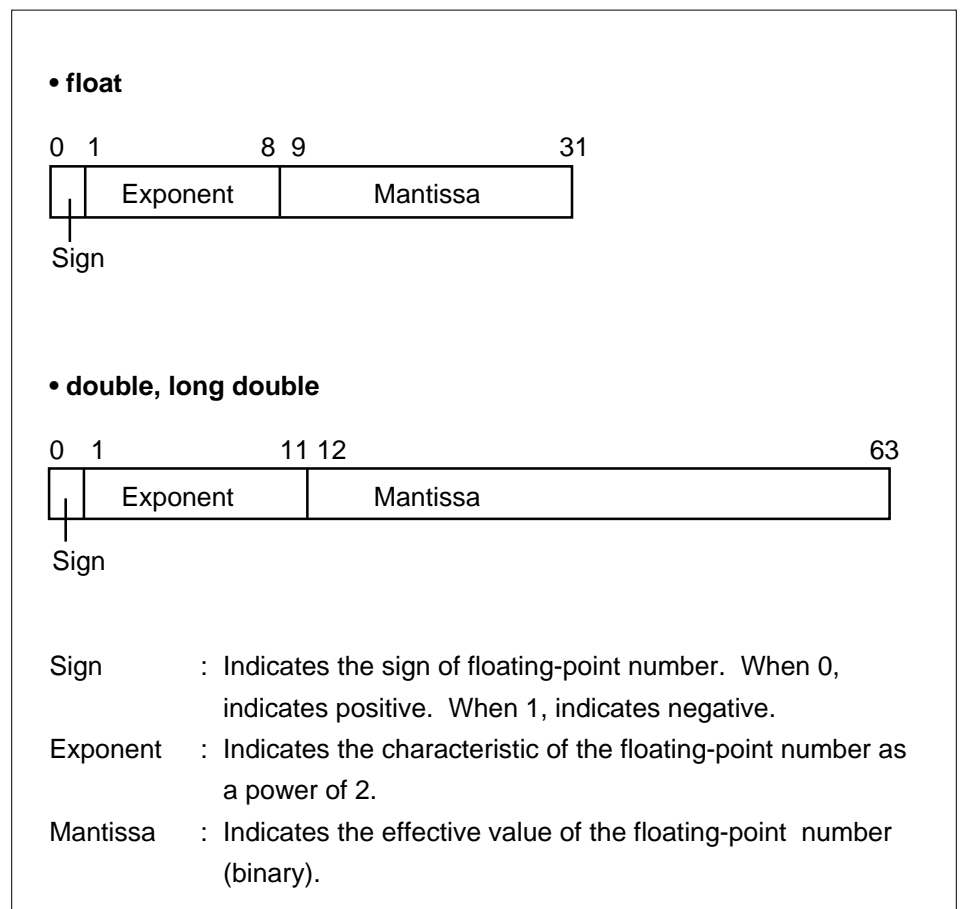 • float
0 1 8 9 31
Exponent Mantissa
Sign
• double, long double
0 1 11 12 63
Exponent Mantissa
Sign
Sign : Indicates the sign of floating-point number. When 0,
indicates positive. When 1, indicates negative.
Exponent : Indicates the characteristic of the floating-point number as
a power of 2.
Mantissa : Indicates the effective value of the floating-point number
(binary).